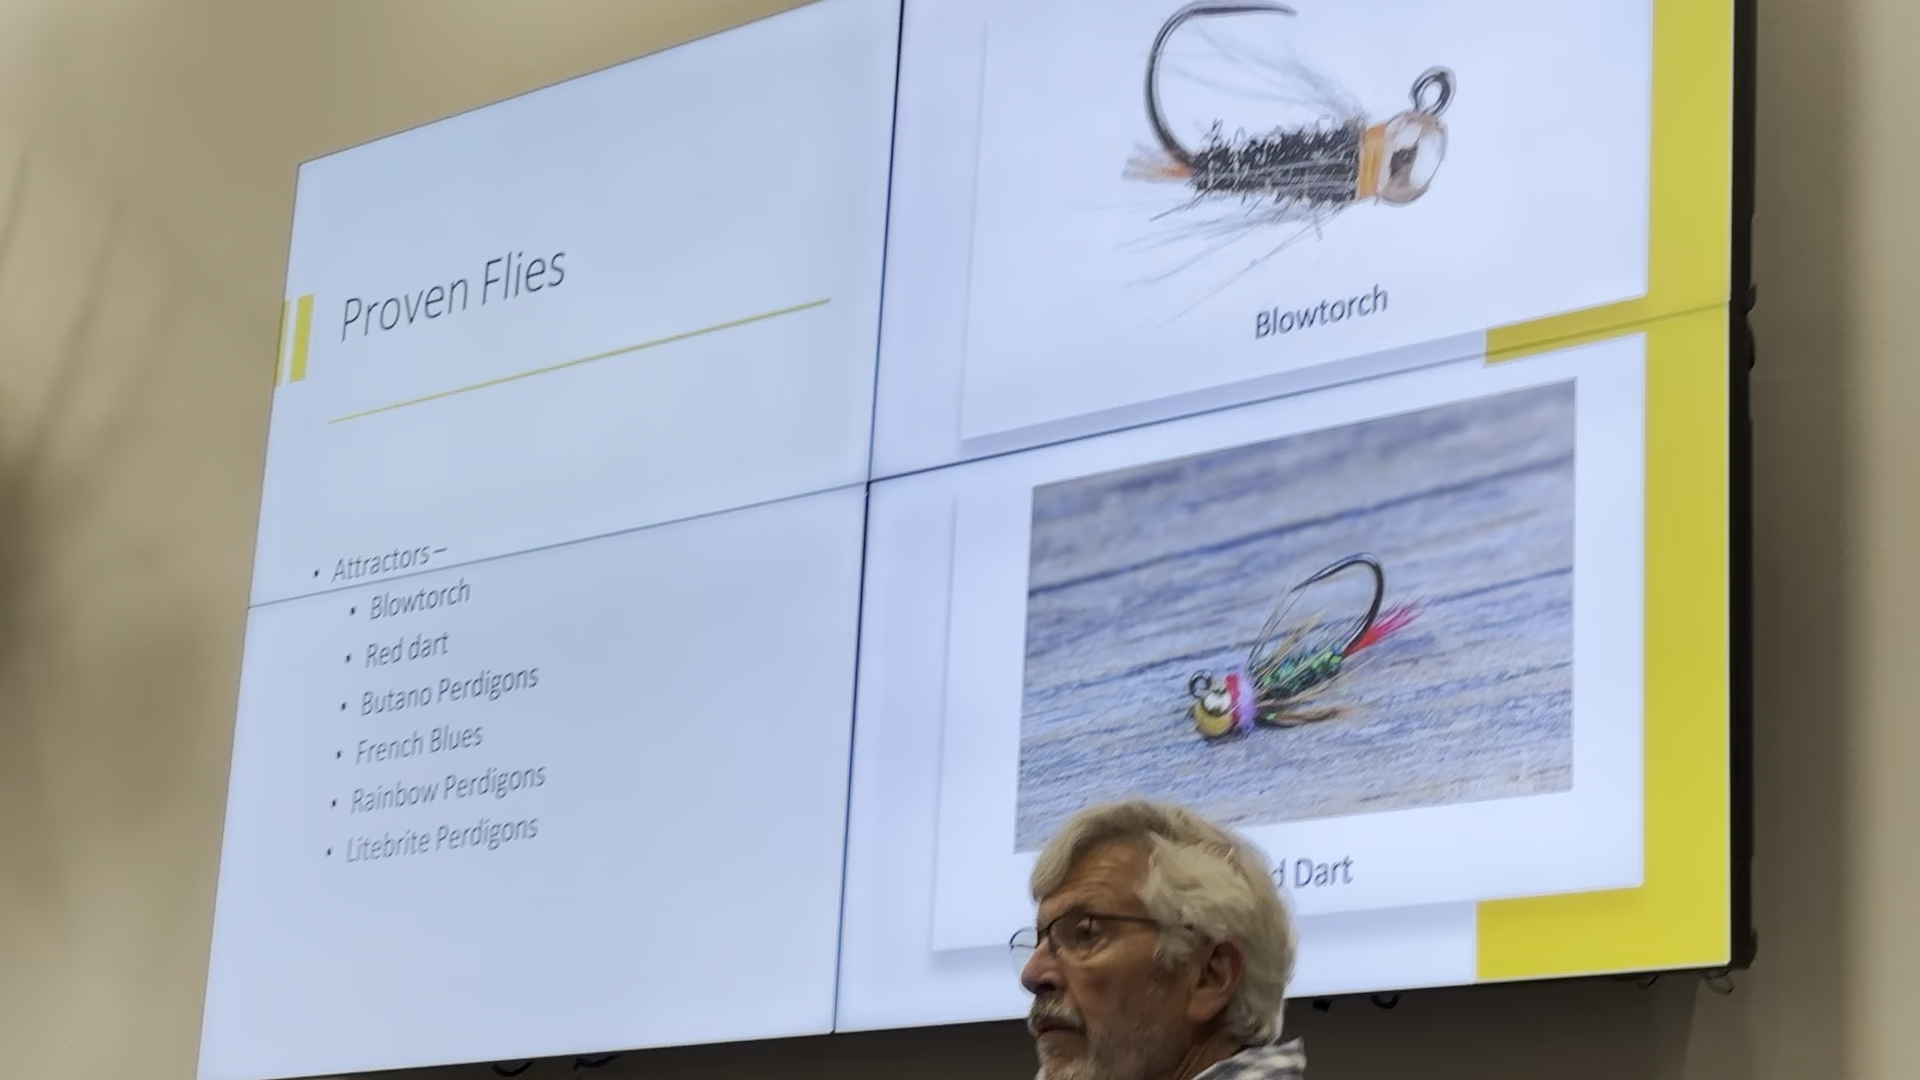 Proven Flies
• Attractors–
• Blowtorch
• Red dart
• Butano Perdigons
• French Blues
• Rainbow Perdigons
• Litebrite Perdigons
Blowtorch
d Dart